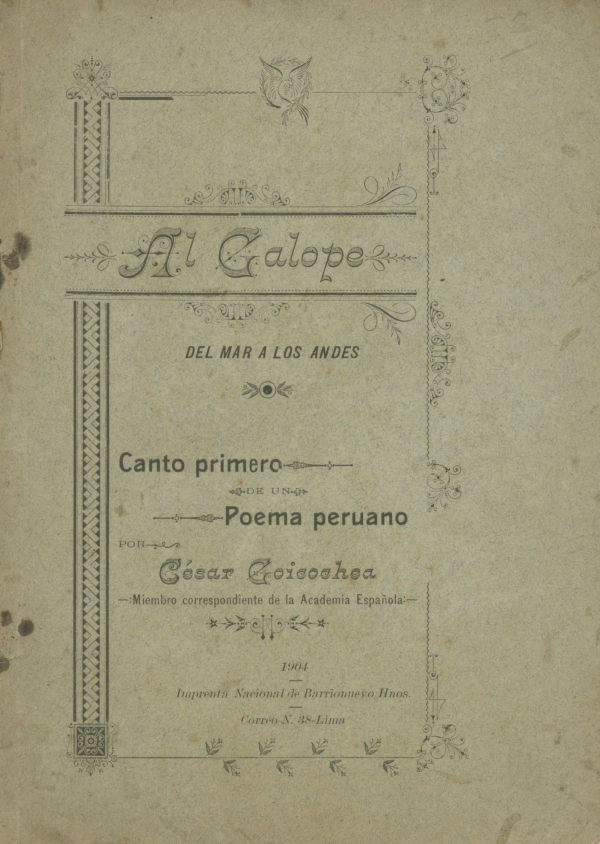 Al Galope
DEL MAR A LOS ANDES
Canto primero
DE UN
Poema peruano
POR
César Goicochea
Miembro correspondiente de la Academia Española
1904
Imprenta Nacional de Barrionuevo Hnos.
Correo N. 38-Lima